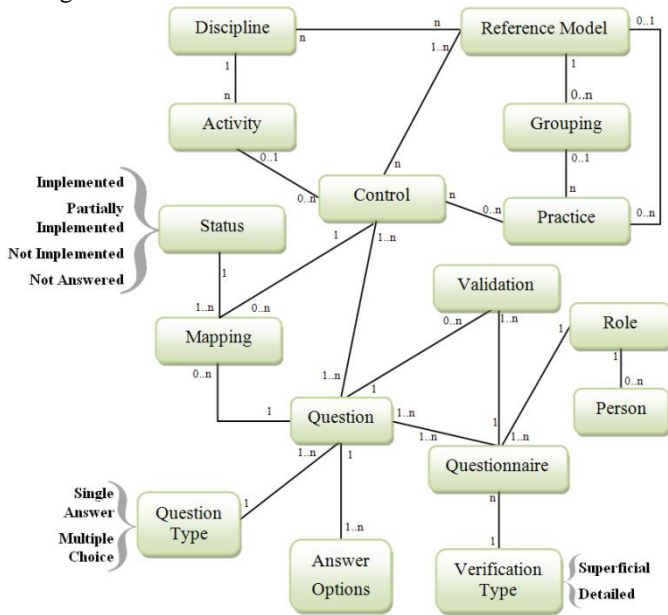 Discipline
n
n
Reference Model
0..1
1
1..n
1
n
0..n
Activity
Grouping
0..1
0..1
Implemented
Partially
Implemented
Not Implemented
Not Answered
n
n
0..n
Control
n
0..n
Practice
0..n
Status
1
1..n
1
Validation
1..n
0..n
0..n
1..n
1
Role
Mapping
1
0..n
0..n
Person
1..n
1
1
1
Question
1..n
1..n
1..n
1..n
1
Questionnaire
Single
Answer
Multiple
Choice
1
Question
Type
n
1..n
1
Answer
Options
Verification
Type
Superficial
Detailed